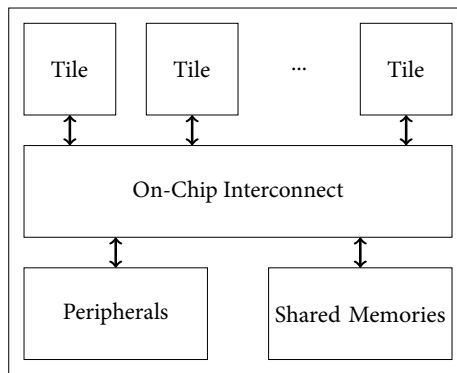 Tile Tile ... Tile
On-Chip Interconnect
Peripherals Shared Memories